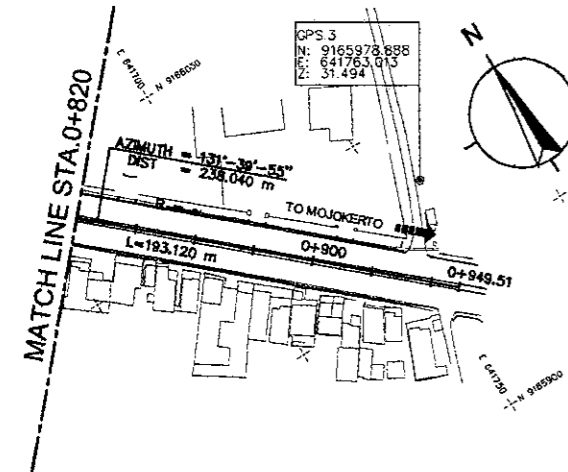 GPS.3
N: 9165978.888
E: 641763.013
Z: 31.494
N
E 641700
N 9166050
MATCH LINE STA.0+820
AZIMUTH = 131°-39'-55"
DIST = 238.040 m
TO MOJOKERTO
L=193.120 m
0+900
0+949.51
E 641750
N 9165900